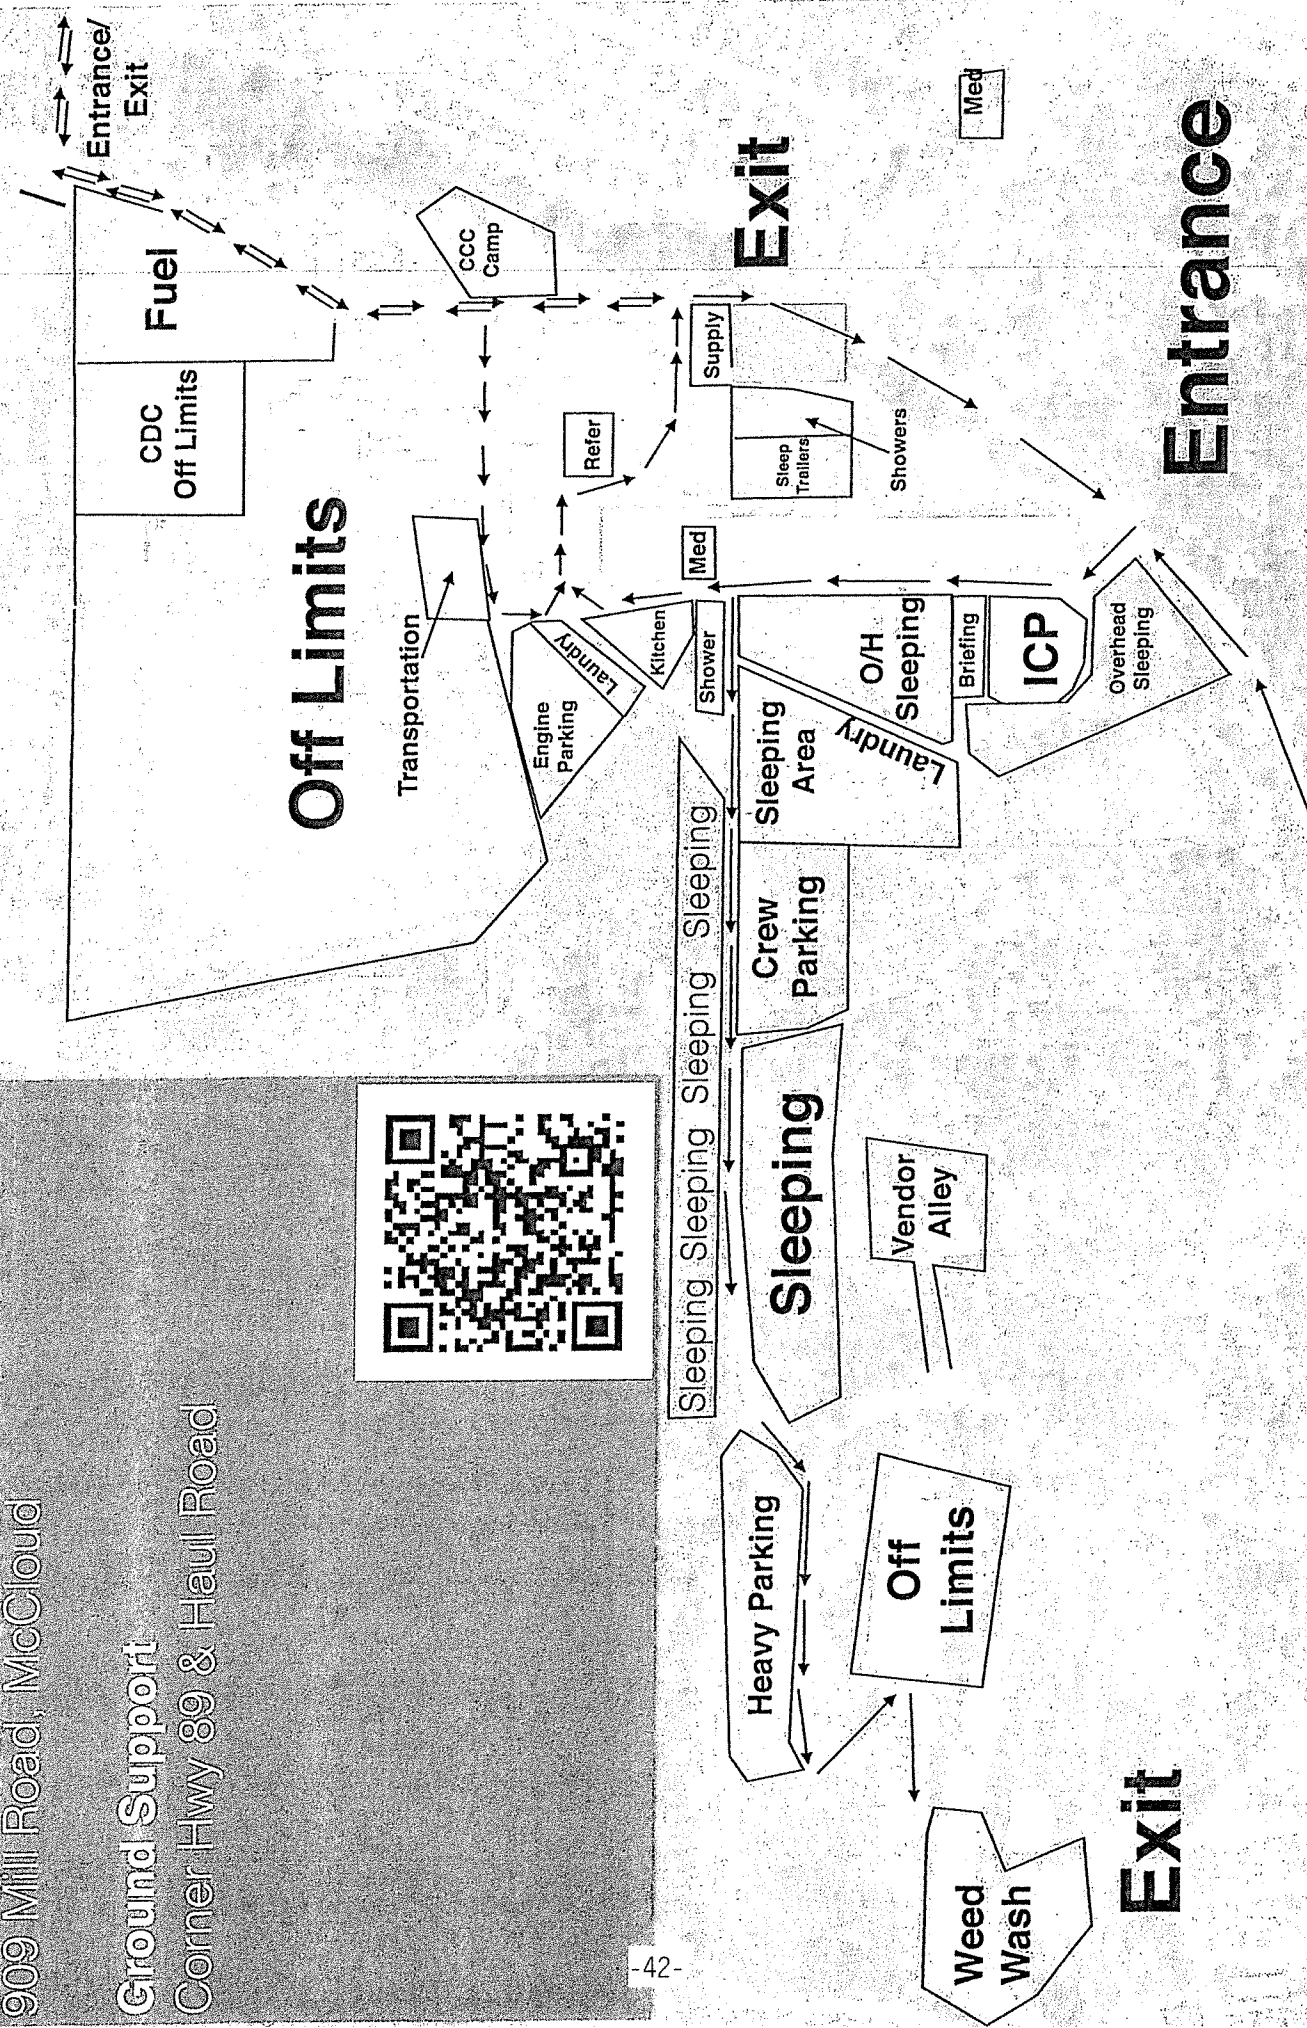 909 Mill Road, McCloud
Ground Support
Corner Hwy 89 & Haul Road
Entrance/
Exit
Fuel
CDC
Off Limits
Off Limits
CCC
Camp
Transportation
Refer
Engine
Parking
Laundry
Kitchen
Med
Shower
Supply
Exit
Sleep
Trailers
Showers
Med
Entrance
Sleeping Sleeping Sleeping Sleeping
Sleeping
Area
Laundry
O/H
Sleeping
Briefing
ICP
Overhead
Sleeping
Crew
Parking
Sleeping
Vendor
Alley
Heavy Parking
Off
Limits
Weed
Wash
Exit
-42-